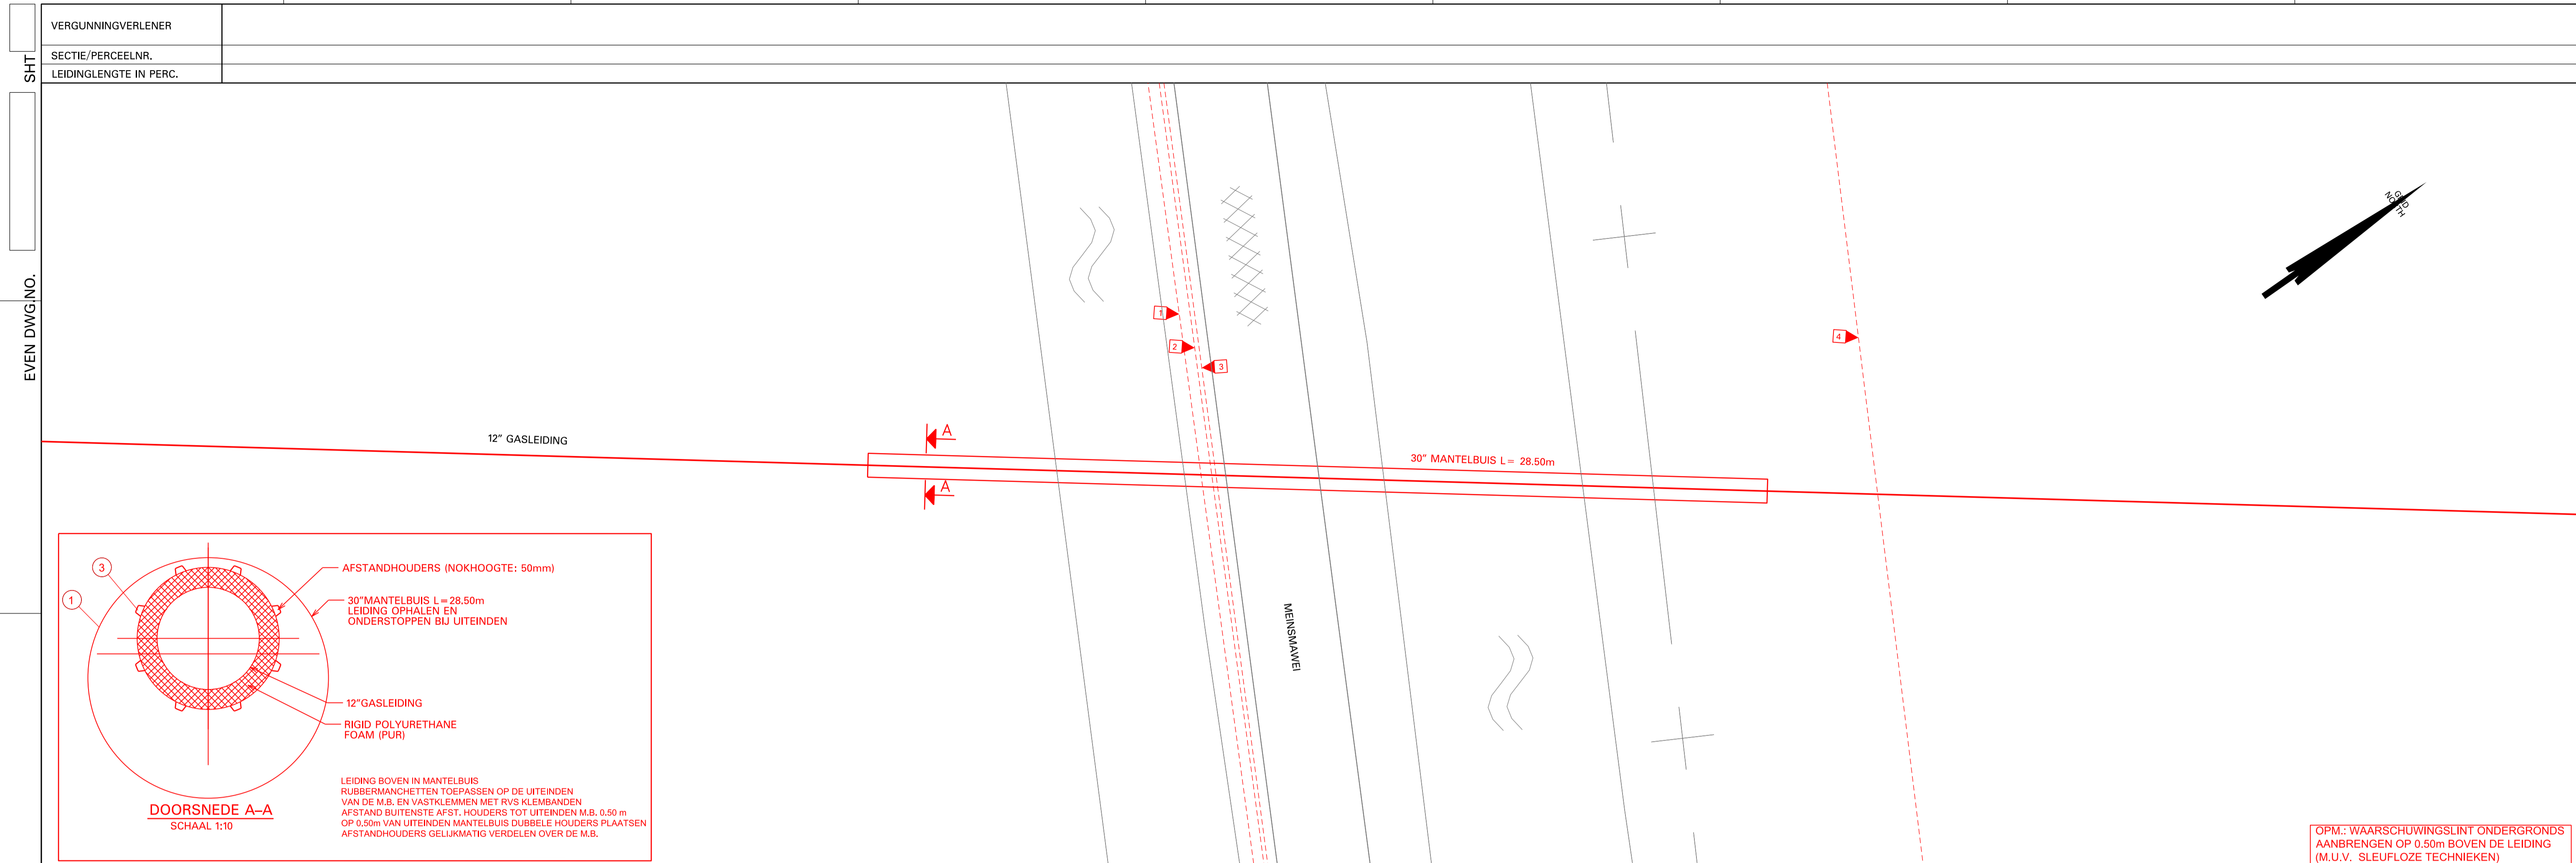 VERGUNNINGVERLENER
SECTIE/PERCEELNR.
LEIDINGLENGTE IN PERC.
SHT
EVEN DWG.NO.
GRID
NORTH
1
2
3
4
12" GASLEIDING
A
A
30" MANTELBUIS L= 28.50m
MEINSMAWEI
3
1
AFSTANDHOUDERS (NOKHOOGTE: 50mm)
30"MANTELBUIS L=28.50m
LEIDING OPHALEN EN
ONDERSTOPPEN BIJ UITEINDEN
12"GASLEIDING
RIGID POLYURETHANE
FOAM (PUR)
LEIDING BOVEN IN MANTELBUIS
RUBBERMANCHETTEN TOEPASSEN OP DE UITEINDEN
VAN DE M.B. EN VASTKLEMMEN MET RVS KLEMBANDEN
AFSTAND BUITENSTE AFST. HOUDERS TOT UITEINDEN M.B. 0.50 m
OP 0,50m VAN UITEINDEN MANTELBUIS DUBBELE HOUDERS PLAATSEN
AFSTANDHOUDERS GELIJKMATIG VERDELEN OVER DE M.B.
DOORSNEDE A–A
SCHAAL 1:10
OPM.: WAARSCHUWINGSLINT ONDERGRONDS
AANBRENGEN OP 0.50m BOVEN DE LEIDING
(M.U.V. SLEUFLOZE TECHNIEKEN)